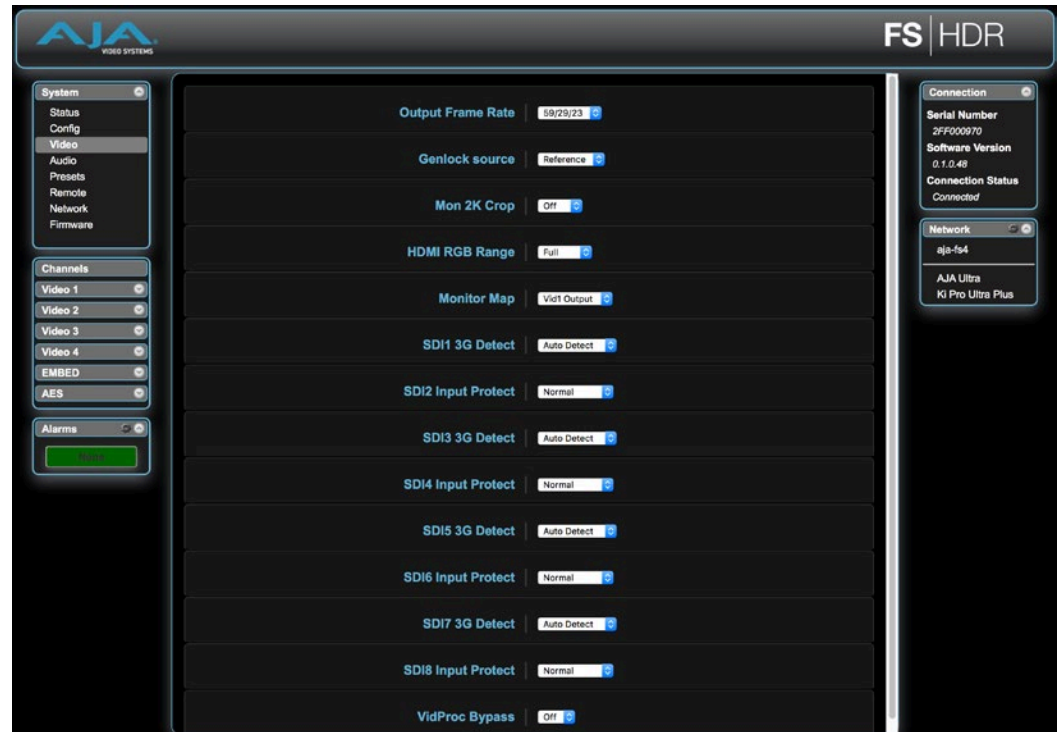 AJA
VIDEO SYSTEMS
FS HDR
System
Status
Config
Video
Audio
Presets
Remote
Network
Firmware
Channels
Video 1
Video 2
Video 3
Video 4
EMBED
AES
Alarms
None
Output Frame Rate 59/29/23
Genlock source Reference
Mon 2K Crop Off
HDMI RGB Range Full
Monitor Map Vid1 Output
SDI1 3G Detect Auto Detect
SDI2 Input Protect Normal
SDI3 3G Detect Auto Detect
SDI4 Input Protect Normal
SDI5 3G Detect Auto Detect
SDI6 Input Protect Normal
SDI7 3G Detect Auto Detect
SDI8 Input Protect Normal
VidProc Bypass Off
Connection
Serial Number
2FF000970
Software Version
0.1.0.48
Connection Status
Connected
Network
aja-fs4
AJA Ultra
Ki Pro Ultra Plus